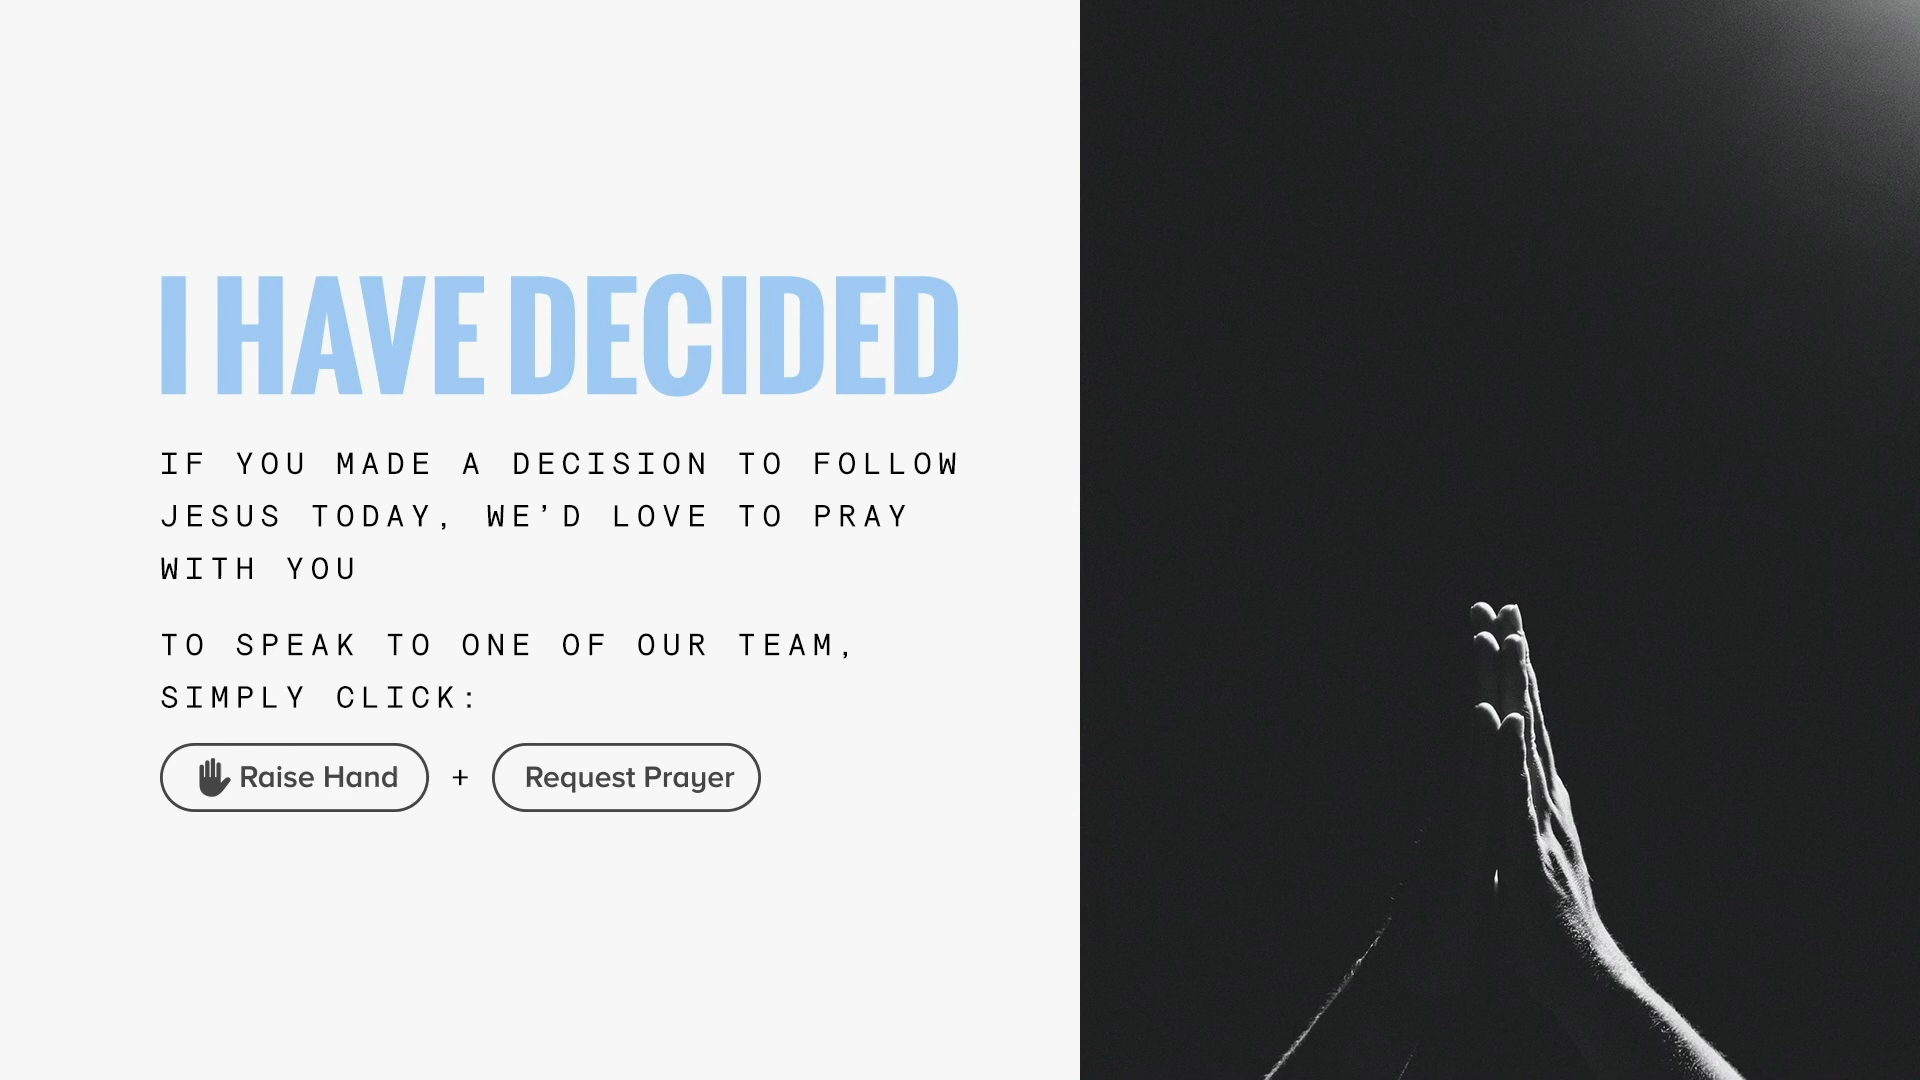 I HAVE DECIDED
IF YOU MADE A DECISION TO FOLLOW
JESUS TODAY, WE’D LOVE TO PRAY
WITH YOU
TO SPEAK TO ONE OF OUR TEAM,
SIMPLY CLICK:
Raise Hand + Request Prayer